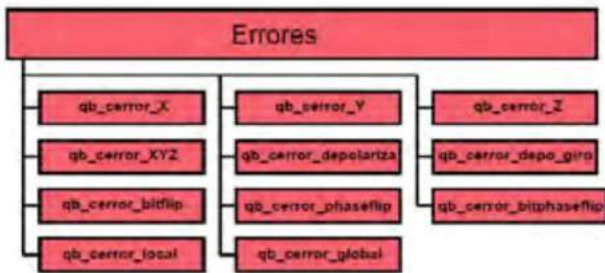 Errores
qb_cerror_X
qb_cerror_Y
qb_cerror_Z
qb_cerror_XYZ
qb_cerror_depolariza
qb_cerror_depo_giro
qb_cerror_bitflip
qb_cerror_phaseflip
qb_cerror_bitphaseflip
qb_cerror_local
qb_cerror_global